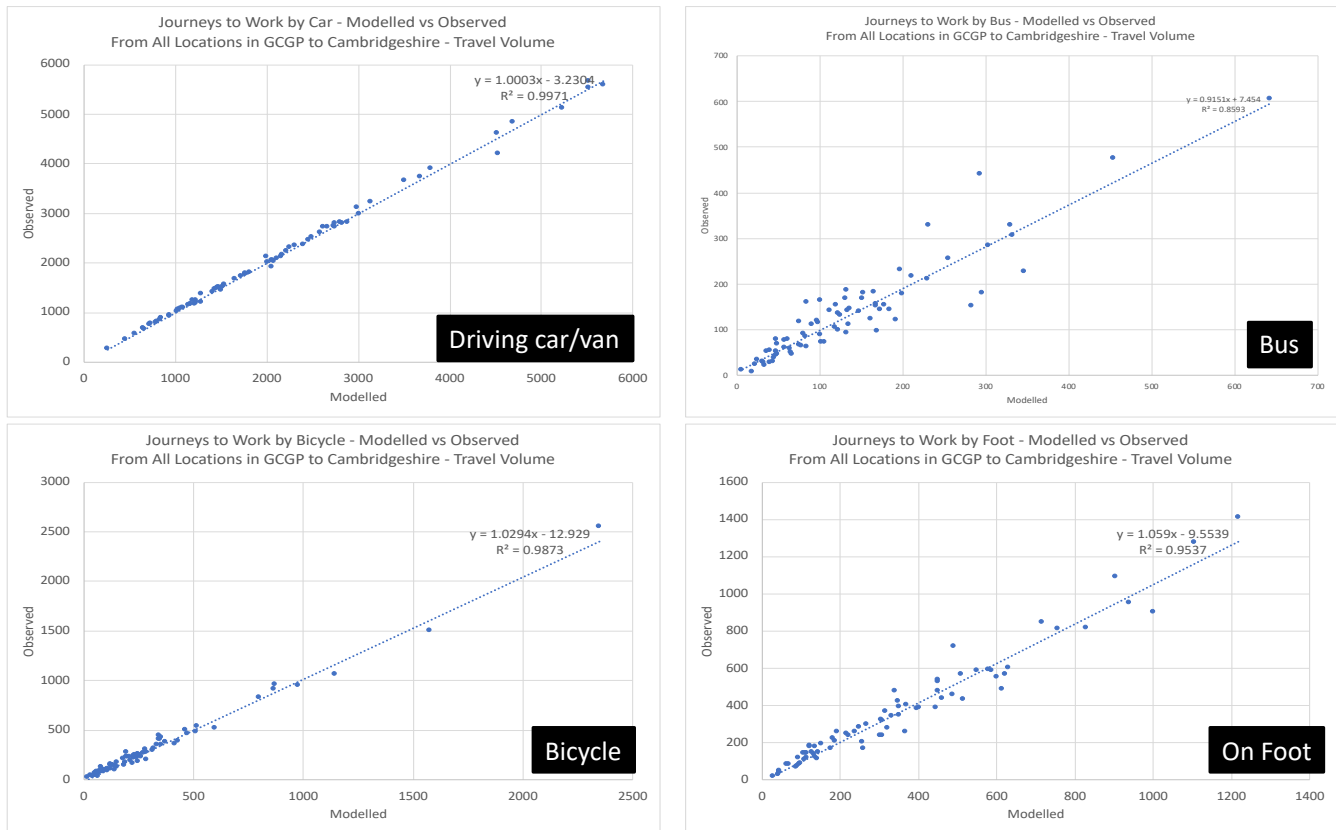 Journeys to Work by Car - Modelled vs Observed
From All Locations in GCGP to Cambridgeshire - Travel Volume
6000
5000
4000
3000
2000
1000
0
Observed
y = 1.0003x - 3.2304
R² = 0.9971
Driving car/van
0 1000 2000 3000 4000 5000 6000
Modelled
Journeys to Work by Bus - Modelled vs Observed
From All Locations in GCGP to Cambridgeshire - Travel Volume
700
600
500
400
300
200
100
0
Observed
y = 0.9151x + 7.454
R² = 0.8593
Bus
0 100 200 300 400 500 600 700
Modelled
Journeys to Work by Bicycle - Modelled vs Observed
From All Locations in GCGP to Cambridgeshire - Travel Volume
3000
2500
2000
1500
1000
500
0
Observed
y = 1.0294x - 12.929
R² = 0.9873
Bicycle
0 500 1000 1500 2000 2500
Modelled
Journeys to Work by Foot - Modelled vs Observed
From All Locations in GCGP to Cambridgeshire - Travel Volume
1600
1400
1200
1000
800
600
400
200
0
Observed
y = 1.059x - 9.5539
R² = 0.9537
On Foot
0 200 400 600 800 1000 1200 1400
Modelled